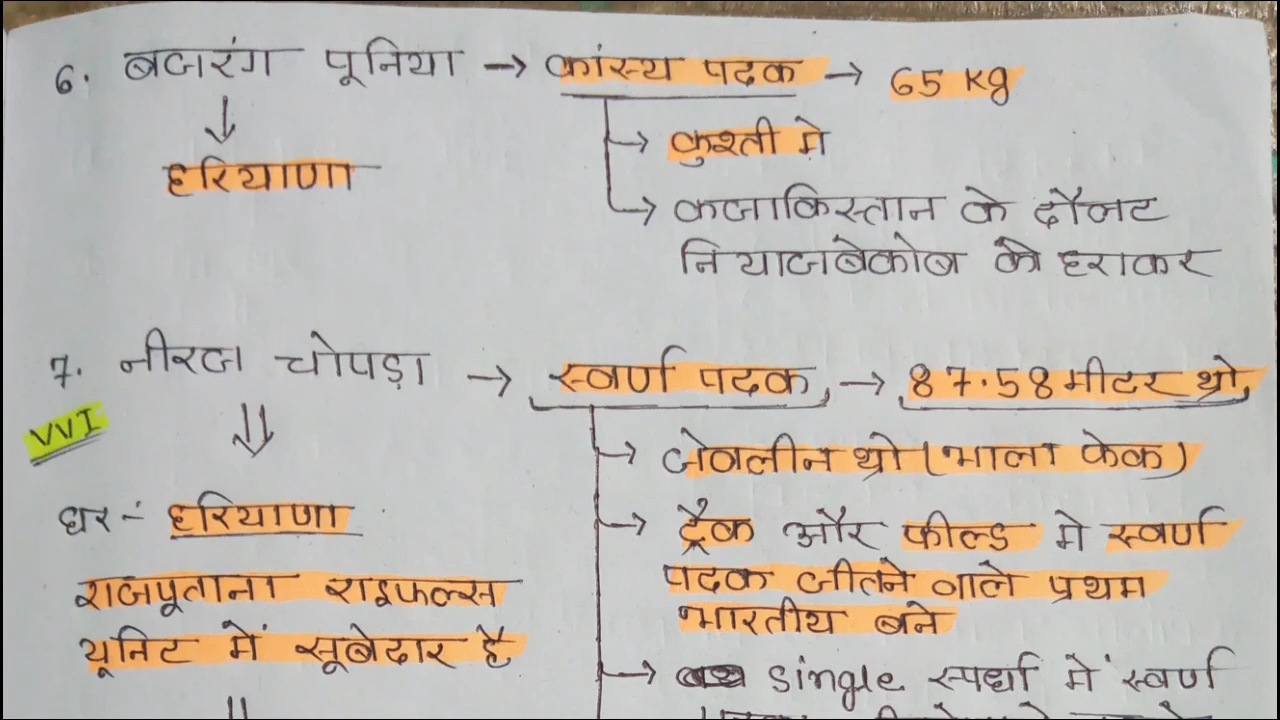 6. बजरंग पूनिया → कांस्य पदक → 65 Kg
↓
→ कुश्ती मे
हरियाणा
→ कजाकिस्तान के दौलट
नियाजबेकोब को हराकर
7. नीरज चोपड़ा → स्वर्ण पदक, → 87.58 मीटर थ्रो,
VVI
→ जेवलीन थ्रो (भाला फेक)
घर :- हरियाणा
→ ट्रैक और फील्ड मे स्वर्ण
पदक जीतने वाले प्रथम
भारतीय बने
राजपूताना राइफल्स
यूनिट में सूबेदार है
→ single स्पर्धा में स्वर्ण